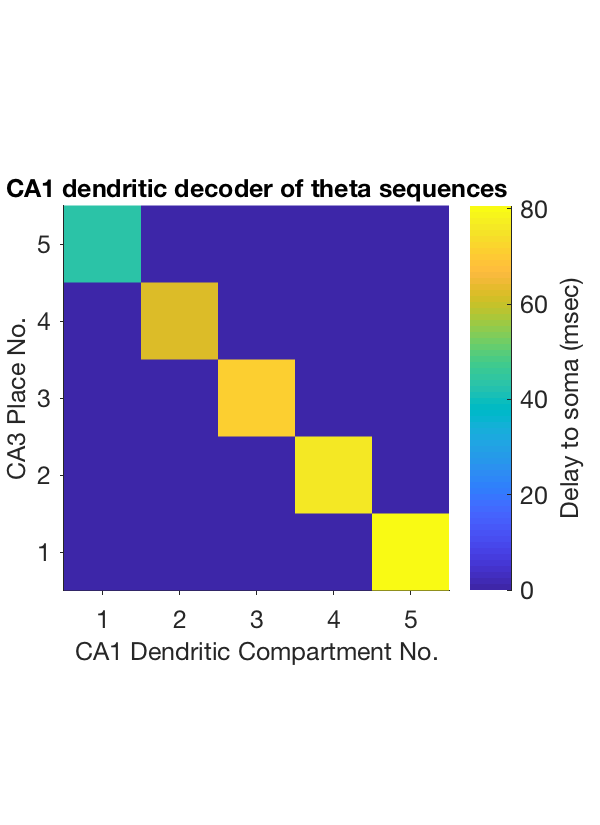 CA1 dendritic decoder of theta sequences
5
4
3
2
1
CA3 Place No.
1 2 3 4 5
CA1 Dendritic Compartment No.
80
60
40
20
0
Delay to soma (msec)